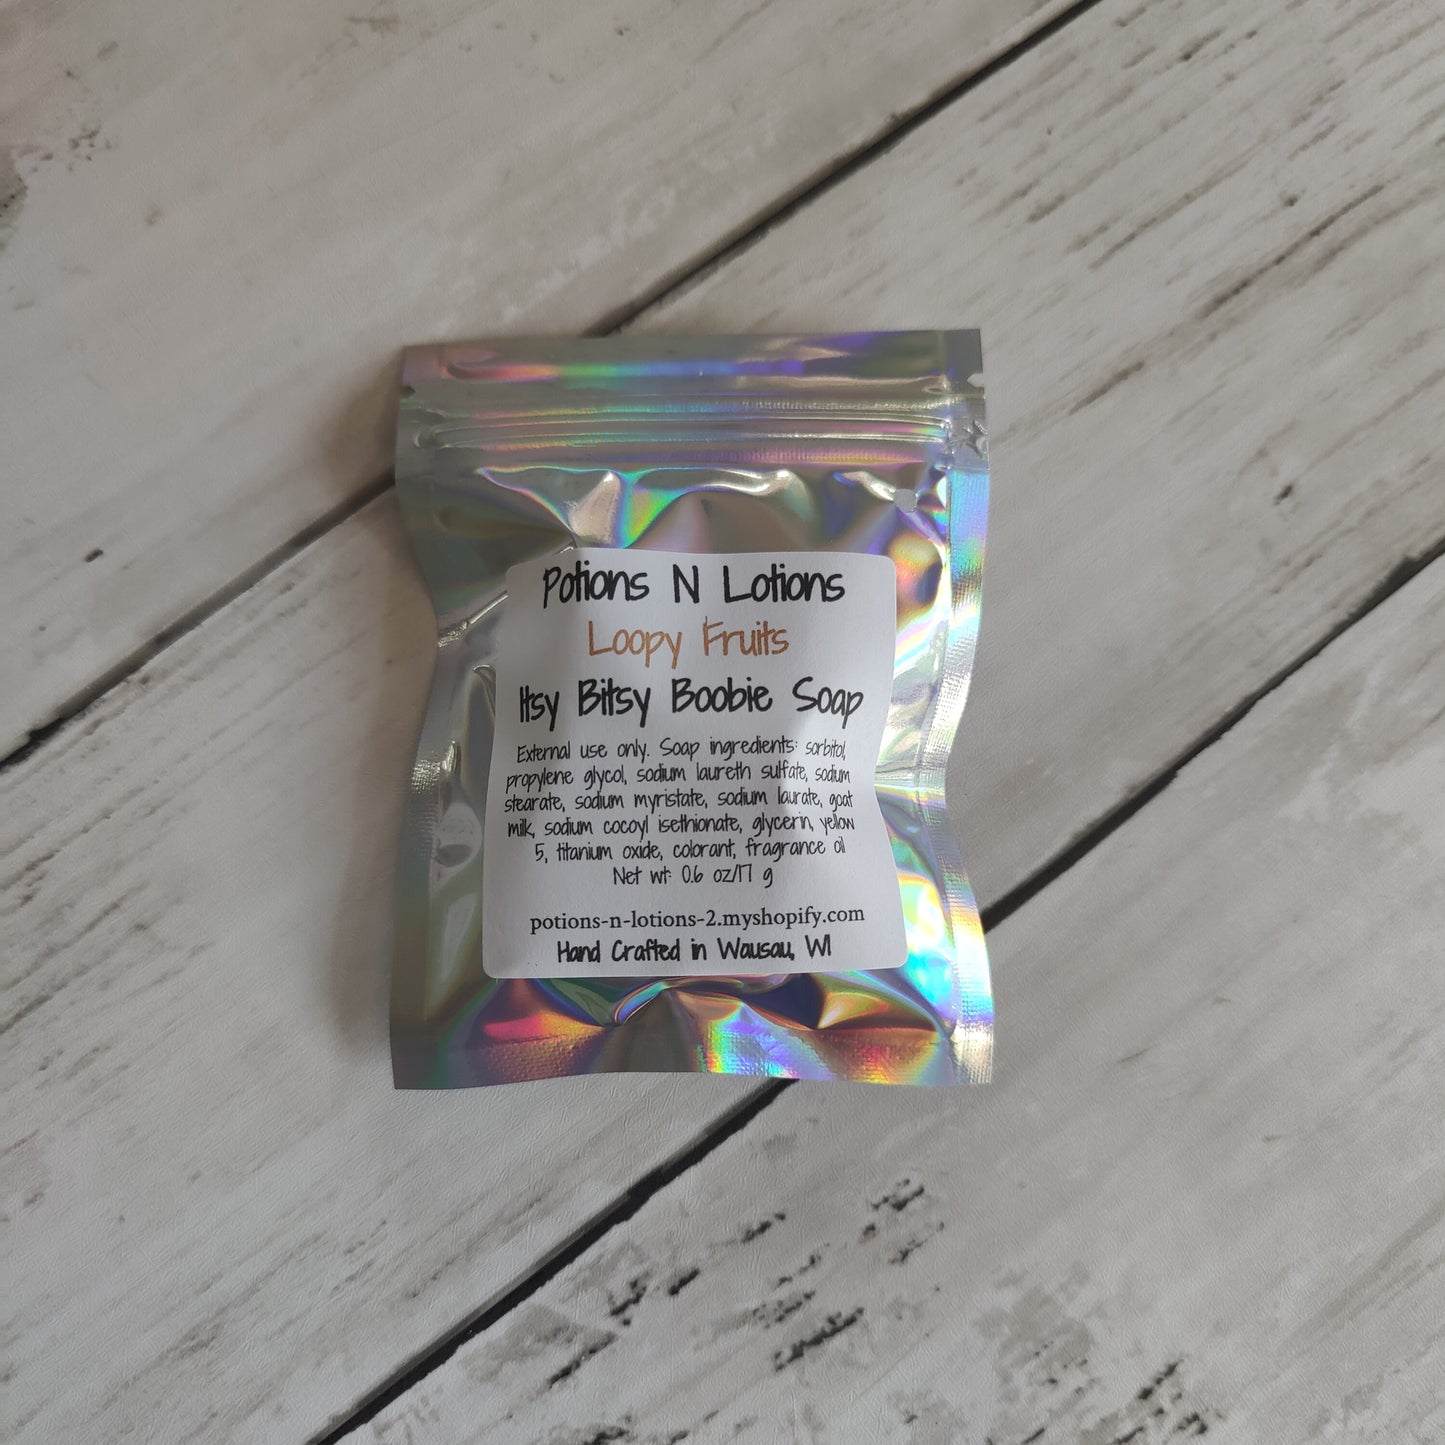 Potions N Lotions
Loopy Fruits
Itsy Bitsy Boobie Soap
External use only. Soap ingredients: sorbitol,
propylene glycol, sodium laureth sulfate, sodium
stearate, sodium myristate, sodium laurate, goat
milk, sodium cocoyl isethionate, glycerin, yellow
5, titanium oxide, colorant, fragrance oil
Net wt: 0.6 oz/17 g
potions-n-lotions-2.myshopify.com
Hand Crafted in Wausau, WI